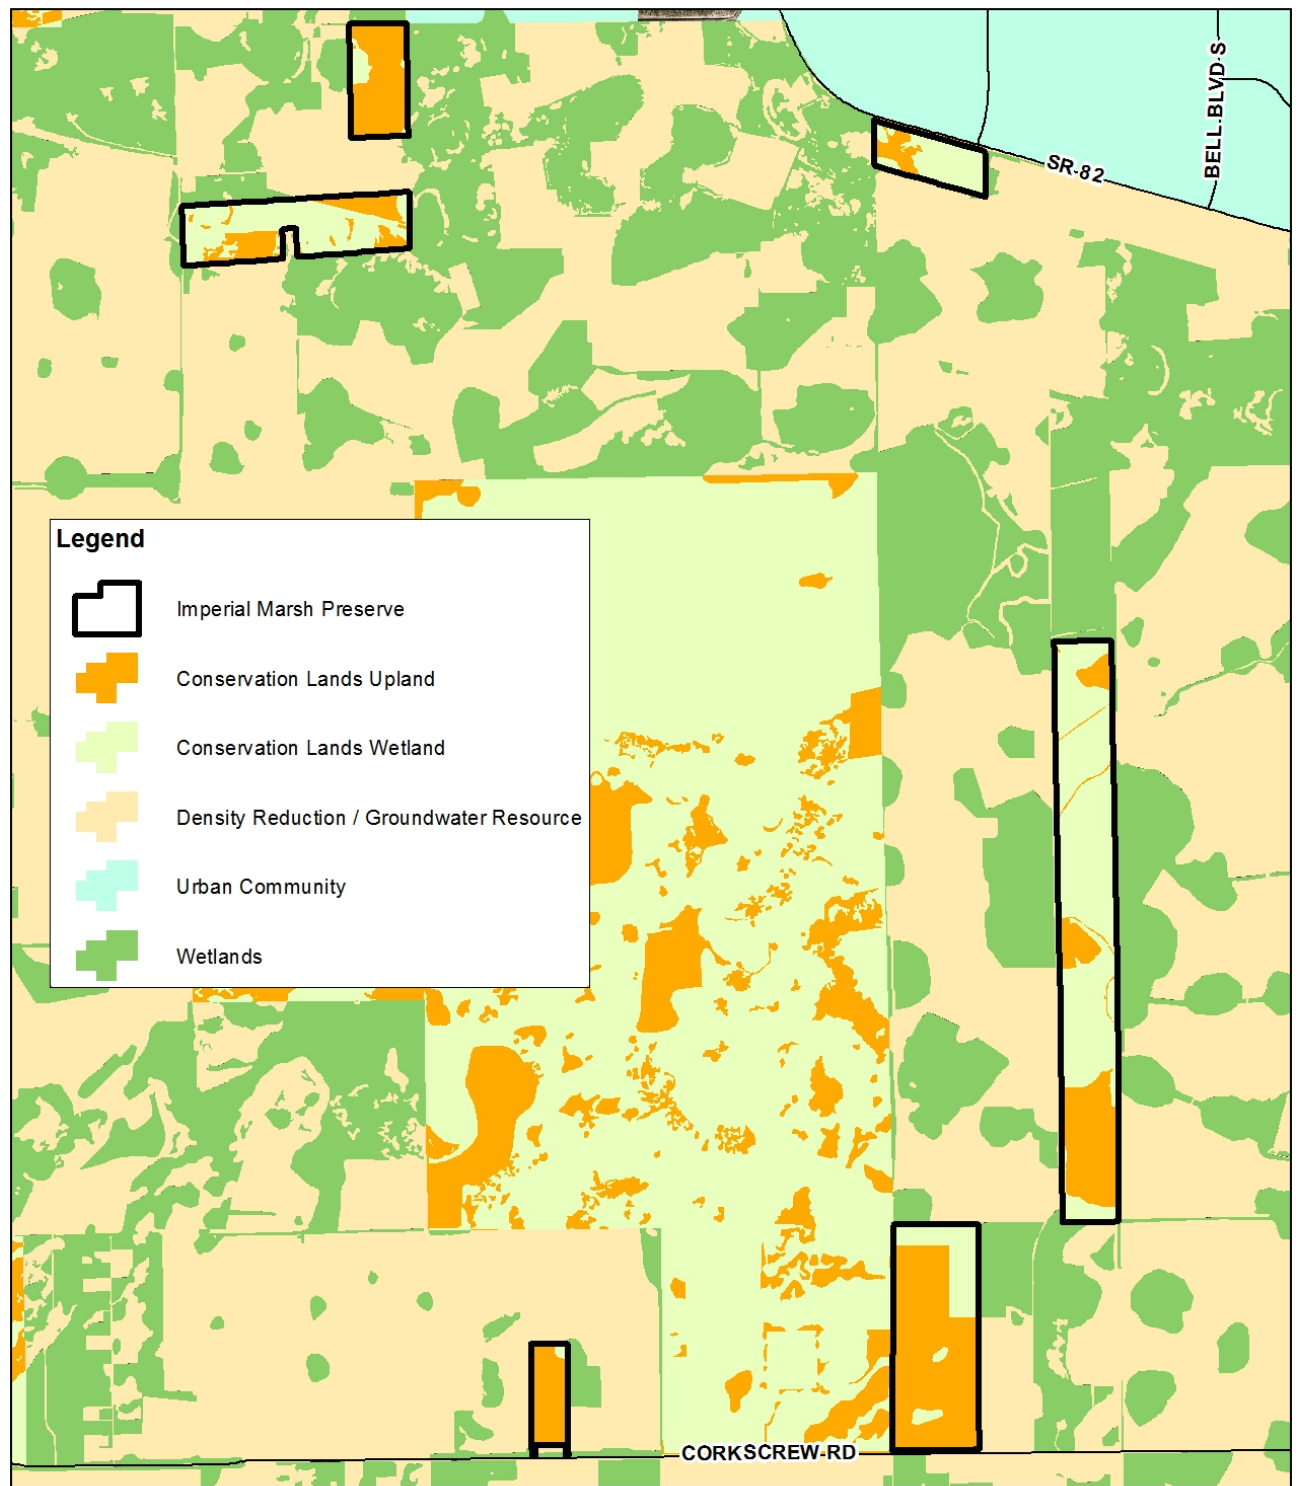 BELL BLVD S
SR-82
Legend
Imperial Marsh Preserve
Conservation Lands Upland
Conservation Lands Wetland
Density Reduction / Groundwater Resource
Urban Community
Wetlands
CORKSCREW RD